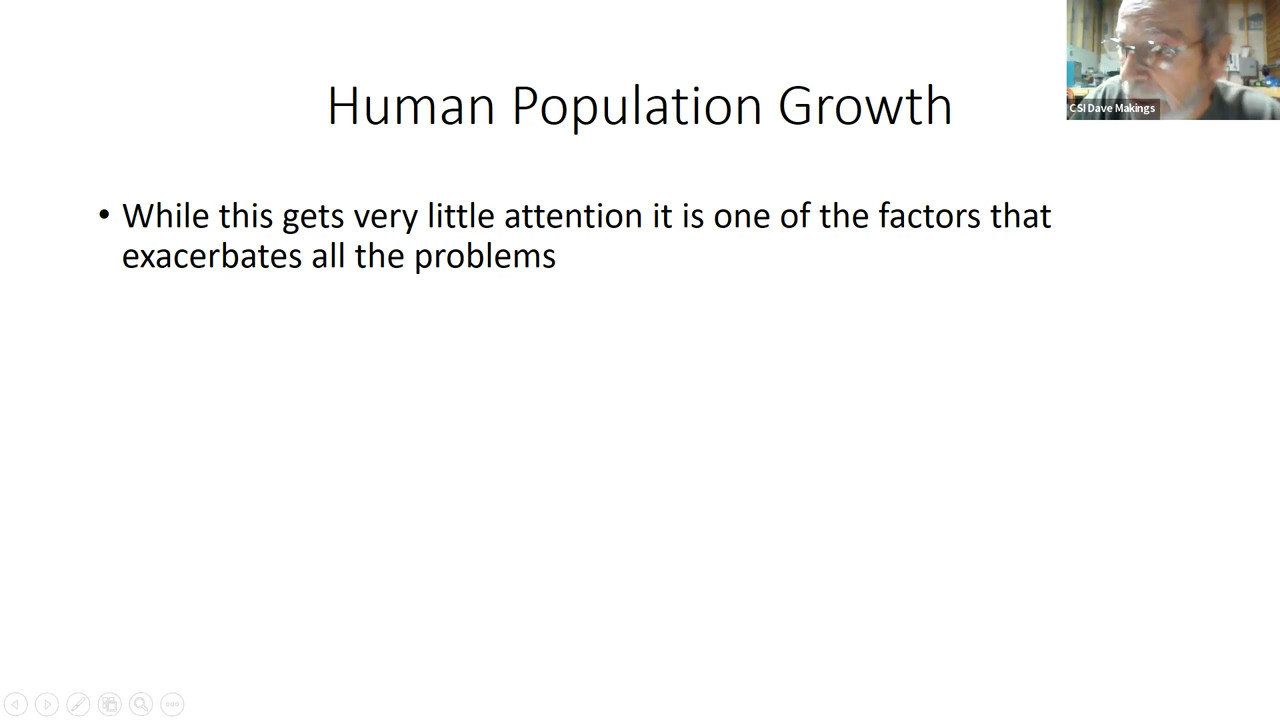 Human Population Growth
CSI Dave Makings
• While this gets very little attention it is one of the factors that
exacerbates all the problems